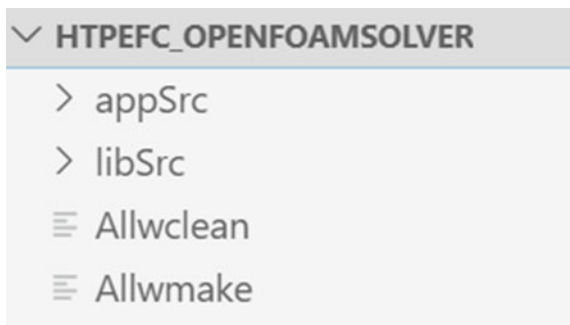 HTPEFC_OPENFOAMSOLVER
appSrc
libSrc
Allwclean
Allwmake